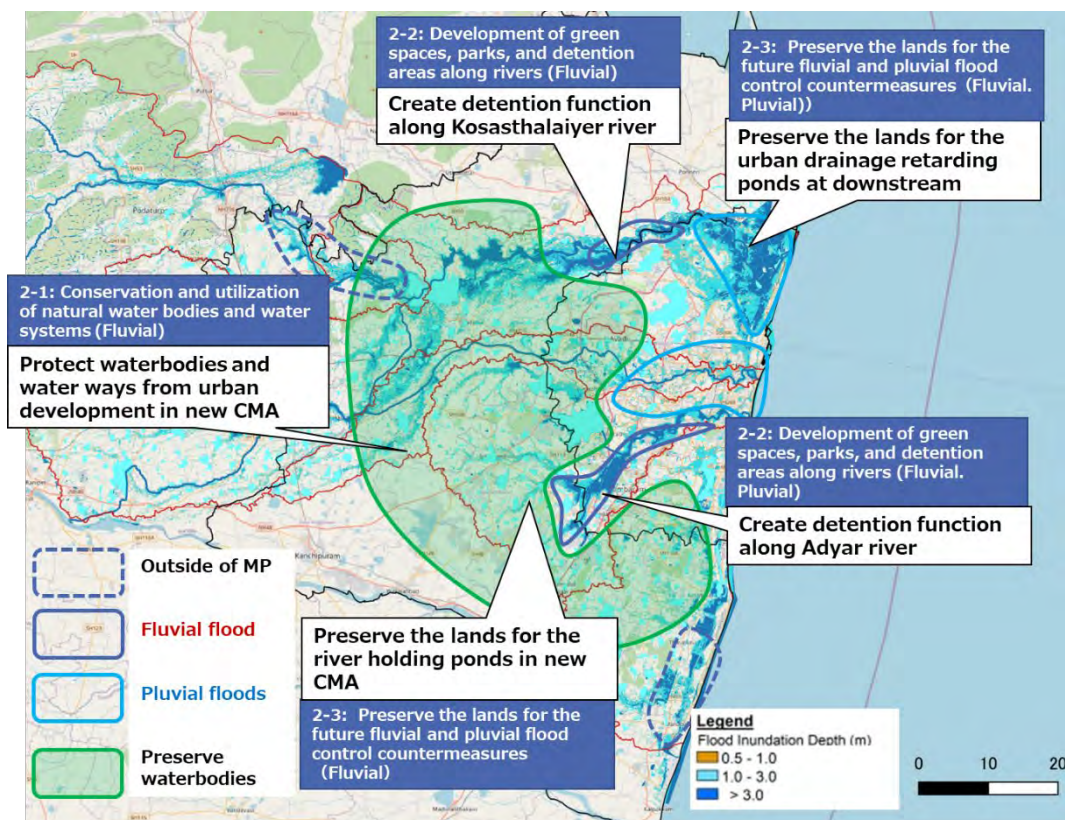 2-2: Development of green
spaces, parks, and detention
areas along rivers (Fluvial)
Create detention function
along Kosasthalaiyer river
2-3: Preserve the lands for the
future fluvial and pluvial flood
control countermeasures (Fluvial.
Pluvial))
Preserve the lands for the
urban drainage retarding
ponds at downstream
2-1: Conservation and utilization
of natural water bodies and water
systems (Fluvial)
Protect waterbodies and
water ways from urban
development in new CMA
2-2: Development of green
spaces, parks, and detention
areas along rivers (Fluvial.
Pluvial)
Create detention function
along Adyar river
Preserve the lands for the
river holding ponds in new
CMA
2-3: Preserve the lands for the
future fluvial and pluvial flood
control countermeasures
(Fluvial)
Outside of MP
Fluvial flood
Pluvial floods
Preserve
waterbodies
Legend
Flood Inundation Depth (m)
0.5 - 1.0
1.0 - 3.0
> 3.0
0 10 20
Kanchipuram